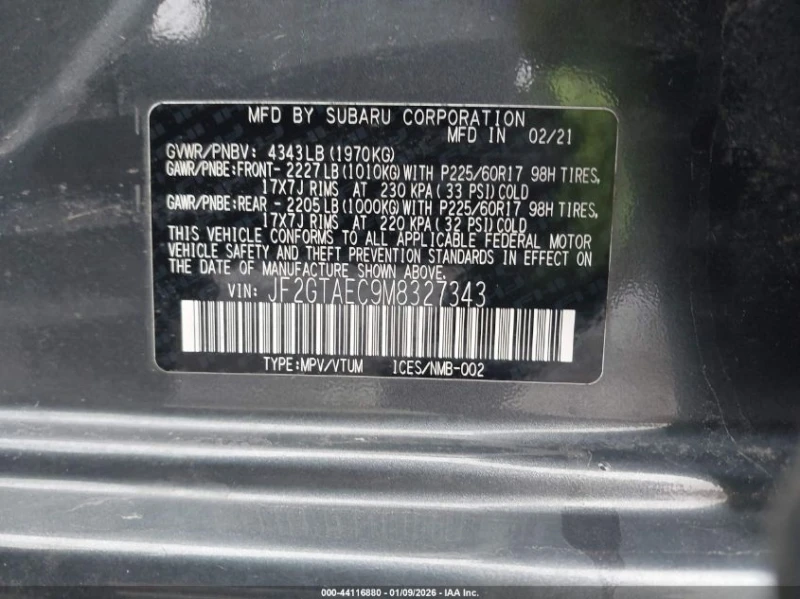 MFD BY SUBARU CORPORATION
MFD IN 02/21
GVWR/PNBV: 4343LB(1970KG)
GAWR/PNBE:FRONT- 2227LB(1010KG)WITH P225/60R17 98H TIRES,
17X7J RIMS AT 230 KPA(33 PSI)COLD
GAWR/PNBE:REAR - 2205LB(1000KG)WITH P225/60R17 98H TIRES,
17X7J RIMS AT 220 KPA(32 PSI)COLD
THIS VEHICLE CONFORMS TO ALL APPLICABLE FEDERAL MOTOR
VEHICLE SAFETY AND THEFT PREVENTION STANDARDS IN EFFECT ON
THE DATE OF MANUFACTURE SHOWN ABOVE.
VIN: JF2GTAEC9M8327343
TYPE:MPV/VTUM ICES/NMB-002
000-44116880 - 01/09/2026 - IAA Inc.